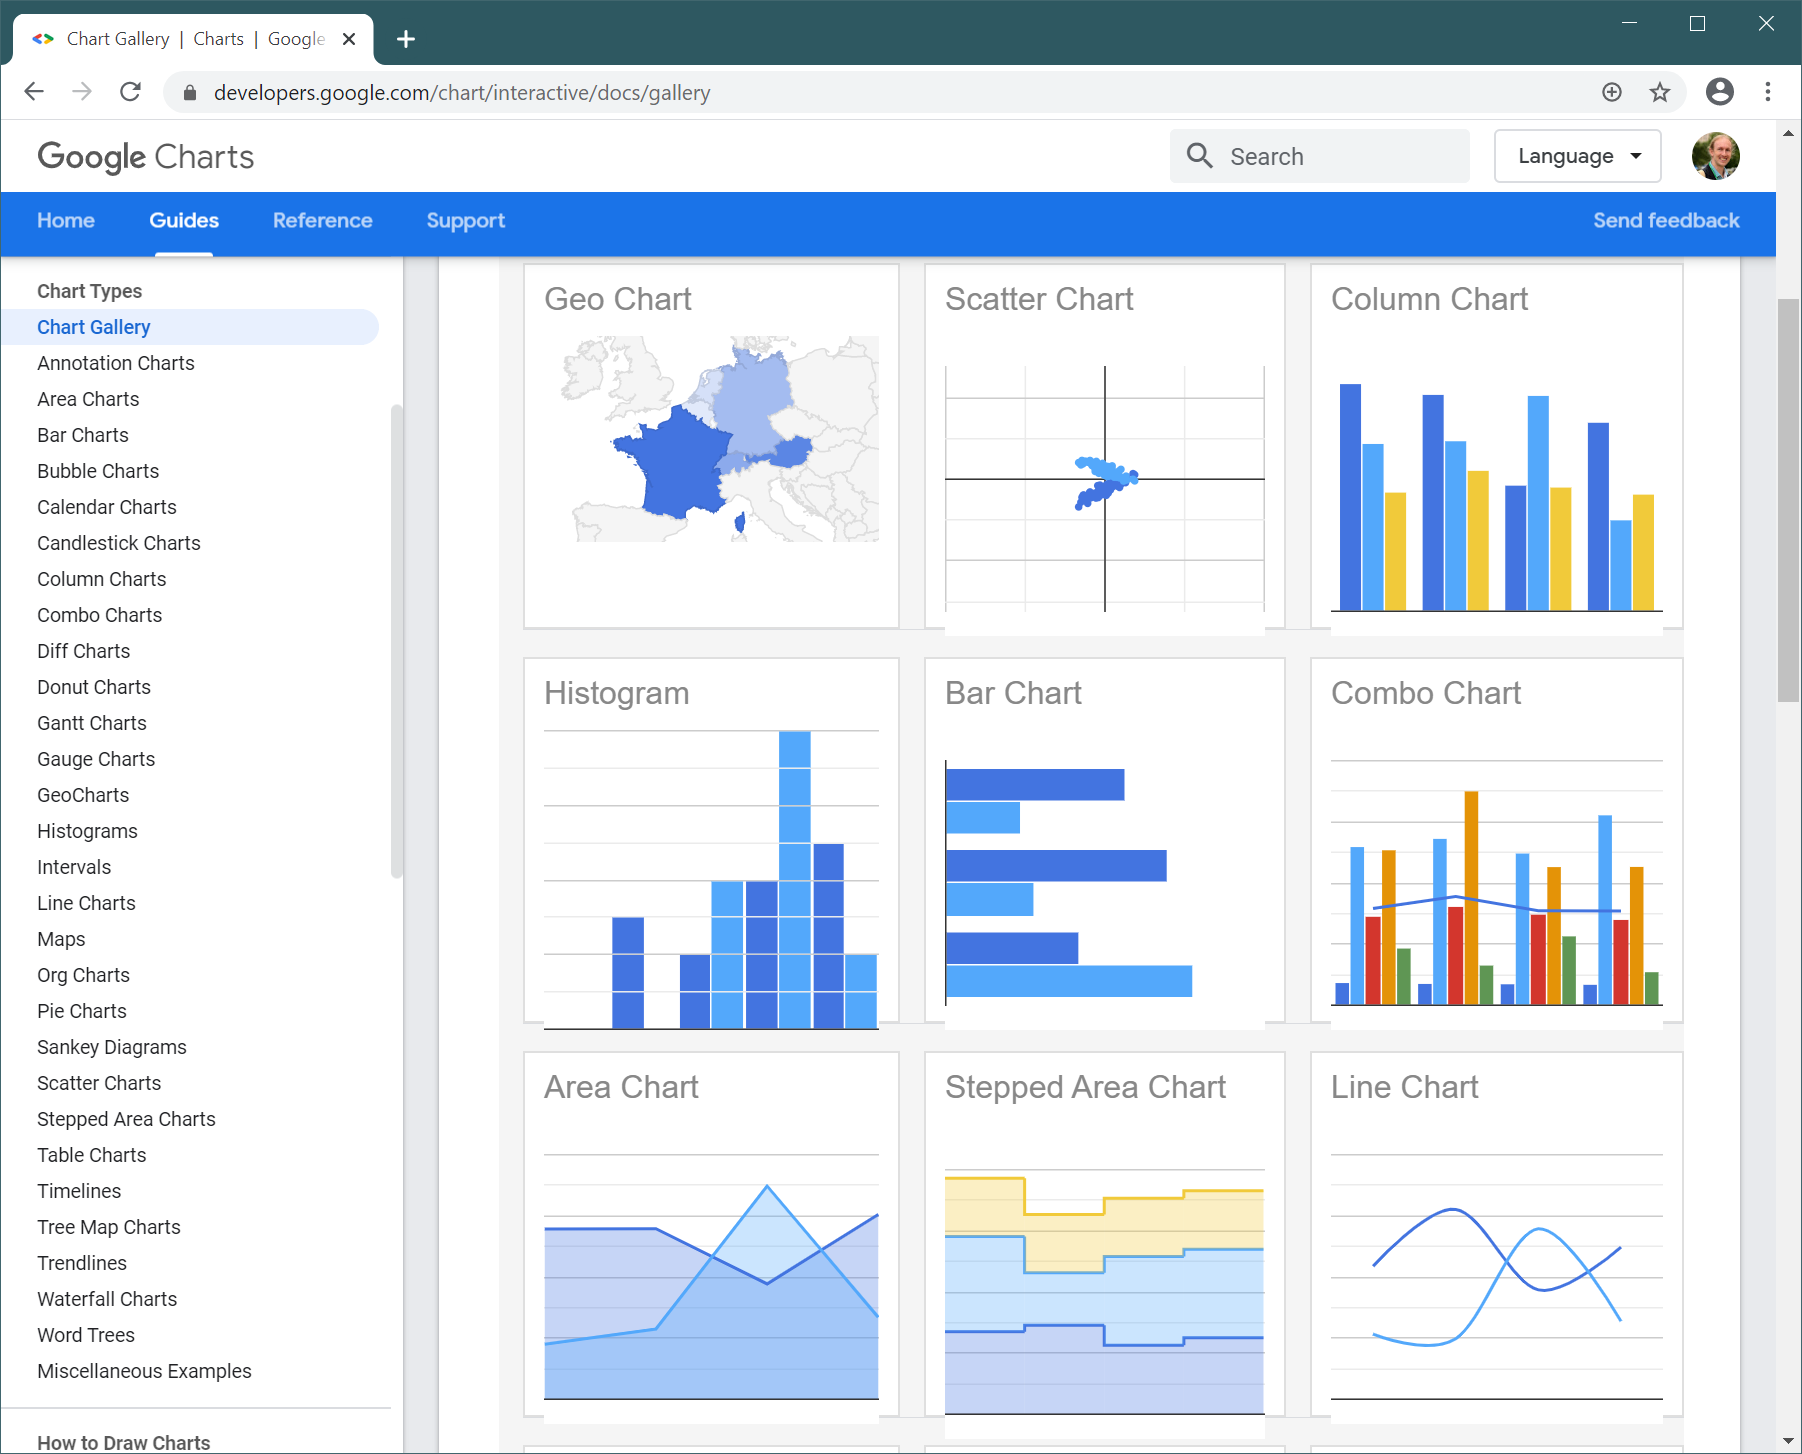 Chart Gallery | Charts | Google
developers.google.com/chart/interactive/docs/gallery
Google Charts
Search
Language
Home
Guides
Reference
Support
Send feedback
Chart Types
Chart Gallery
Annotation Charts
Area Charts
Bar Charts
Bubble Charts
Calendar Charts
Candlestick Charts
Column Charts
Combo Charts
Diff Charts
Donut Charts
Gantt Charts
Gauge Charts
GeoCharts
Histograms
Intervals
Line Charts
Maps
Org Charts
Pie Charts
Sankey Diagrams
Scatter Charts
Stepped Area Charts
Table Charts
Timelines
Tree Map Charts
Trendlines
Waterfall Charts
Word Trees
Miscellaneous Examples
How to Draw Charts
Geo Chart
Scatter Chart
Column Chart
Histogram
Bar Chart
Combo Chart
Area Chart
Stepped Area Chart
Line Chart